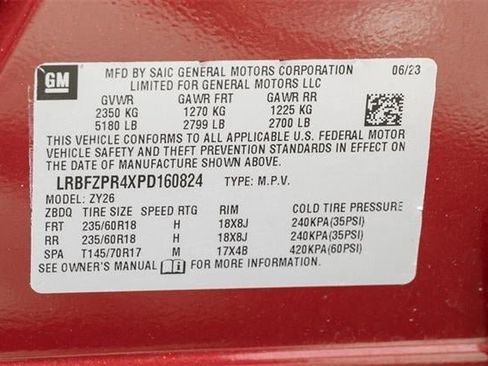 GM
MFD BY SAIC GENERAL MOTORS CORPORATION 06/23
LIMITED FOR GENERAL MOTORS LLC
GVWR GAWR FRT GAWR RR
2350 KG 1270 KG 1225 KG
5180 LB 2799 LB 2700 LB
THIS VEHICLE CONFORMS TO ALL APPLICABLE U.S. FEDERAL MOTOR
VEHICLE SAFETY AND THEFT PREVENTION STANDARDS IN EFFECT ON
THE DATE OF MANUFACTURE SHOWN ABOVE.
LRBFZPR4XPD160824 TYPE: M.P.V.
MODEL: ZY26
ZBDQ TIRE SIZE SPEED RTG RIM COLD TIRE PRESSURE
FRT 235/60R18 H 18X8J 240KPA(35PSI)
RR 235/60R18 H 18X8J 240KPA(35PSI)
SPA T145/70R17 M 17X4B 420KPA(60PSI)
SEE OWNER'S MANUAL FOR MORE INFORMATION